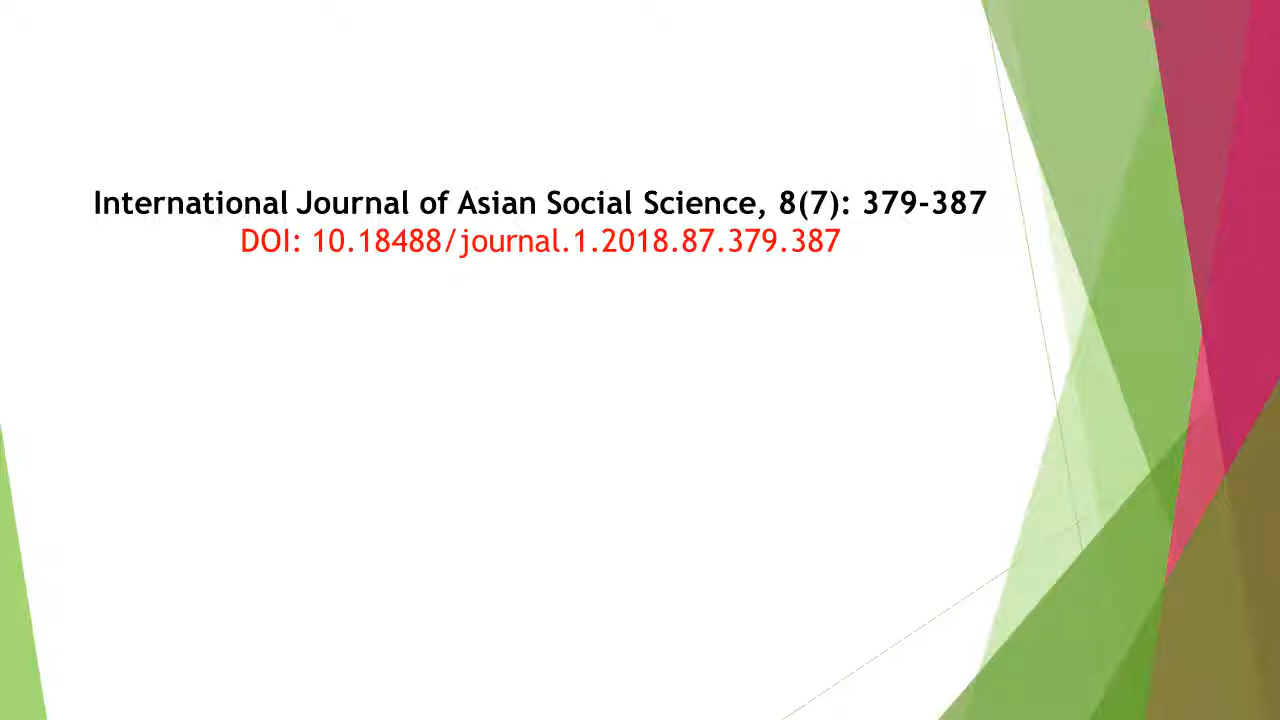 International Journal of Asian Social Science, 8(7): 379-387
DOI: 10.18488/journal.1.2018.87.379.387